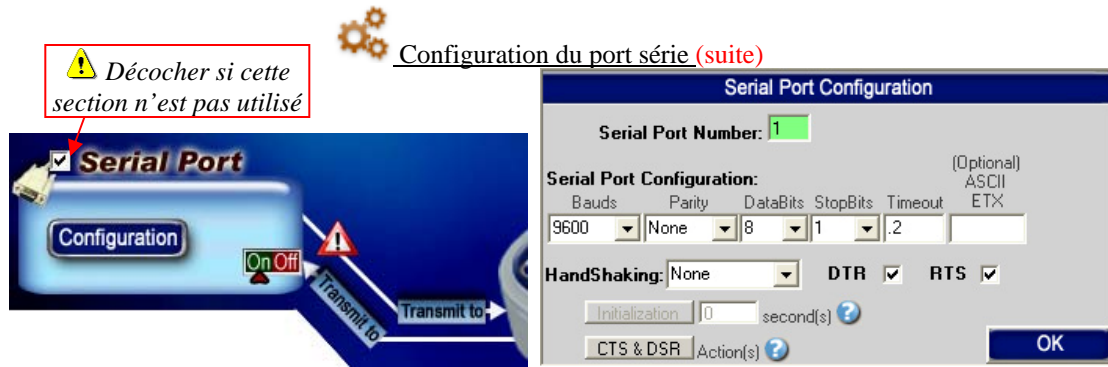 Configuration du port série (suite)
Décocher si cette
section n’est pas utilisé
Serial Port
Configuration
On Off
Transmit to
Transmit to
Serial Port Configuration
Serial Port Number: 1
Serial Port Configuration:
(Optional)
ASCII
ETX
Bauds Parity DataBits StopBits Timeout
9600 None 8 1 .2
HandShaking: None DTR RTS
Initialization 0 second(s) ?
CTS & DSR Action(s) ?
OK